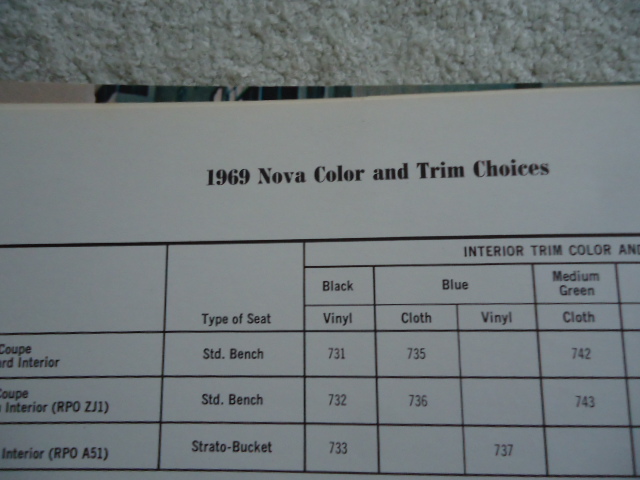 1969 Nova Color and Trim Choices
INTERIOR TRIM COLOR AND
Black Blue Medium Green
Type of Seat Vinyl Cloth Vinyl Cloth
Coupe
rd Interior Std. Bench 731 735 742
Coupe
Interior (RPO ZJ1) Std. Bench 732 736 743
Interior (RPO A51) Strato-Bucket 733 737